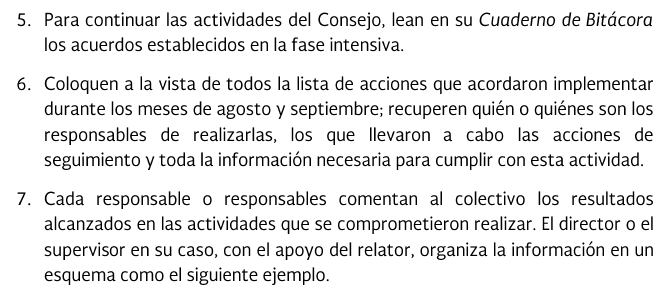 5. Para continuar las actividades del Consejo, lean en su Cuaderno de Bitácora
los acuerdos establecidos en la fase intensiva.
6. Coloquen a la vista de todos la lista de acciones que acordaron implementar
durante los meses de agosto y septiembre; recuperen quién o quiénes son los
responsables de realizarlas, los que llevaron a cabo las acciones de
seguimiento y toda la información necesaria para cumplir con esta actividad.
7. Cada responsable o responsables comentan al colectivo los resultados
alcanzados en las actividades que se comprometieron realizar. El director o el
supervisor en su caso, con el apoyo del relator, organiza la información en un
esquema como el siguiente ejemplo.